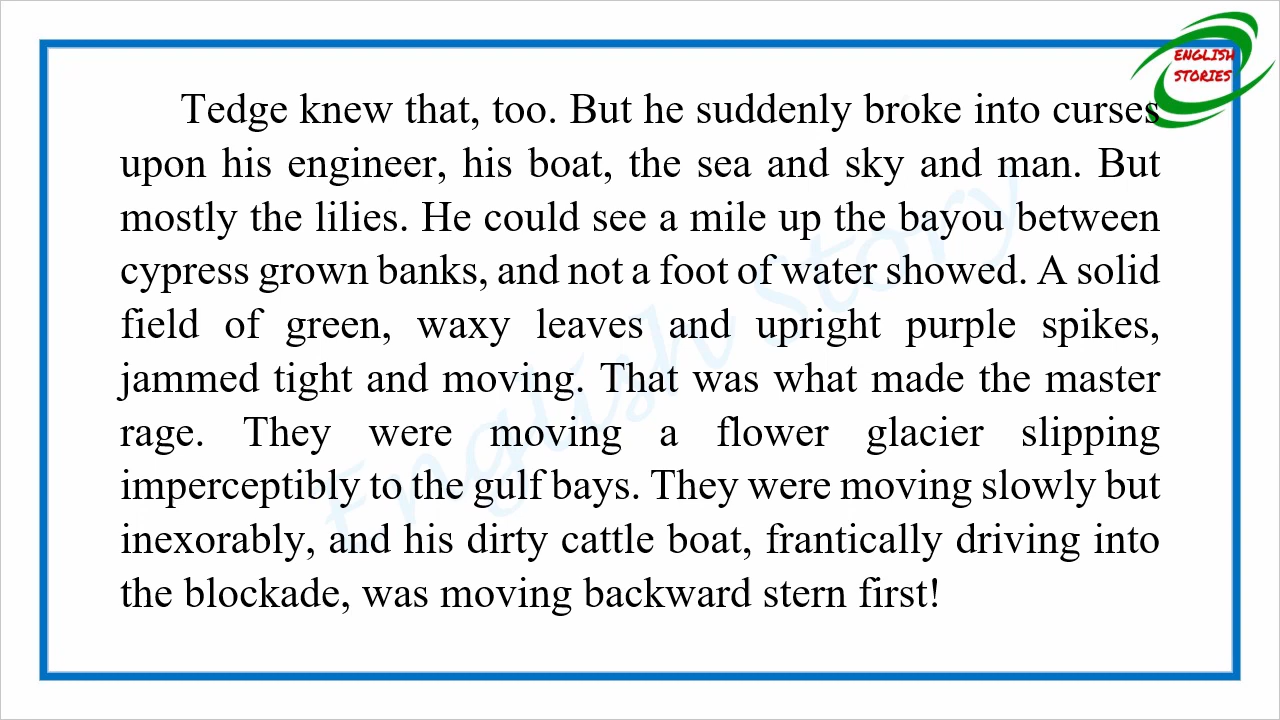 ENGLISH
STORIES
Tedge knew that, too. But he suddenly broke into curses
upon his engineer, his boat, the sea and sky and man. But
mostly the lilies. He could see a mile up the bayou between
cypress grown banks, and not a foot of water showed. A solid
field of green, waxy leaves and upright purple spikes,
jammed tight and moving. That was what made the master
rage. They were moving a flower glacier slipping
imperceptibly to the gulf bays. They were moving slowly but
inexorably, and his dirty cattle boat, frantically driving into
the blockade, was moving backward stern first!
English Story